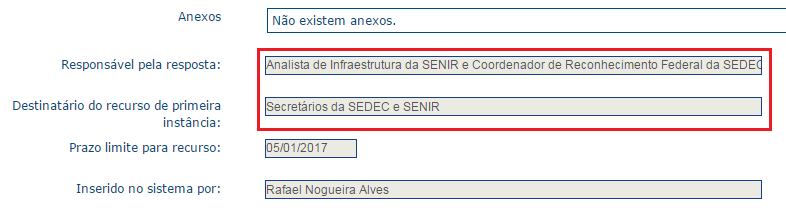 Anexos Não existem anexos.
Responsável pela resposta: Analista de Infraestrutura da SENIR e Coordenador de Reconhecimento Federal da SEDEC
Destinatário do recurso de primeira instância: Secretários da SEDEC e SENIR
Prazo limite para recurso: 05/01/2017
Inserido no sistema por: Rafael Nogueira Alves